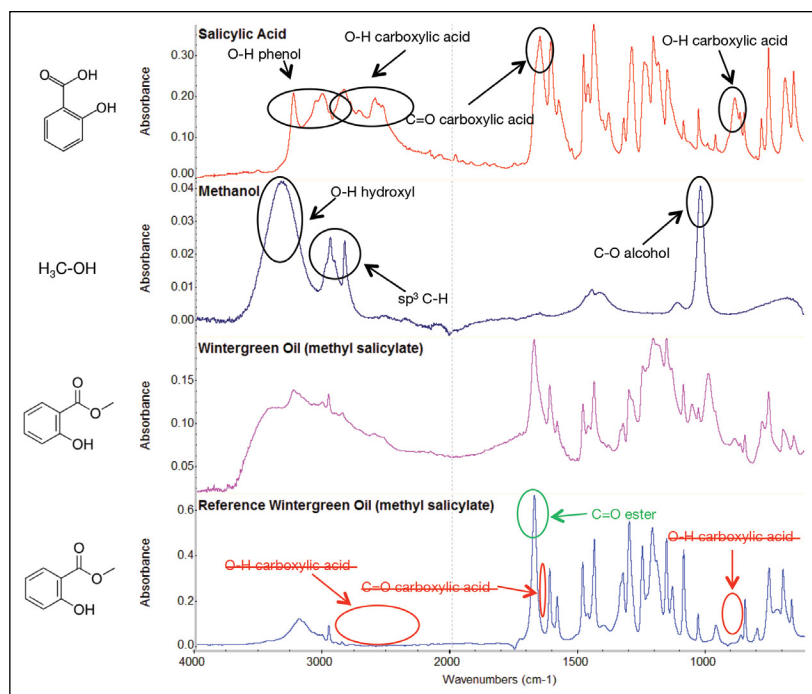 Salicylic Acid
O-H phenol
O-H carboxylic acid
O-H carboxylic acid
C=O carboxylic acid
OH
O
OH
Absorbance
0.30
0.20
0.10
0.00
0.04
Methanol
O-H hydroxyl
C-O alcohol
sp³ C-H
H₃C-OH
Absorbance
0.03
0.02
0.01
0.00
Wintergreen Oil (methyl salicylate)
O
O
OH
Absorbance
0.15
0.10
0.05
Reference Wintergreen Oil (methyl salicylate)
C=O ester
O-H carboxylic acid
O-H carboxylic acid
C=O carboxylic acid
O
O
OH
Absorbance
0.6
0.4
0.2
0.0
4000 3000 2000 1500 1000
Wavenumbers (cm-1)